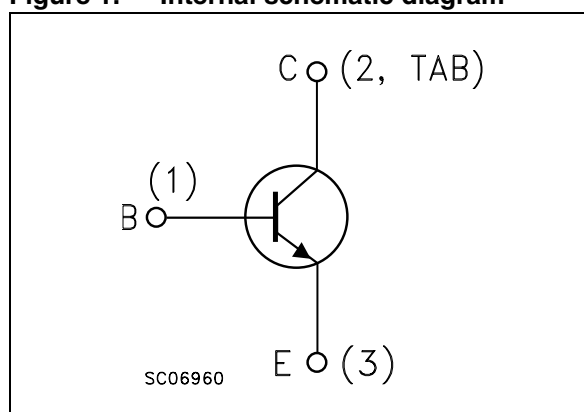 Figure 1. Internal schematic diagram
C (2, TAB)
(1)
B
E (3)
SC06960